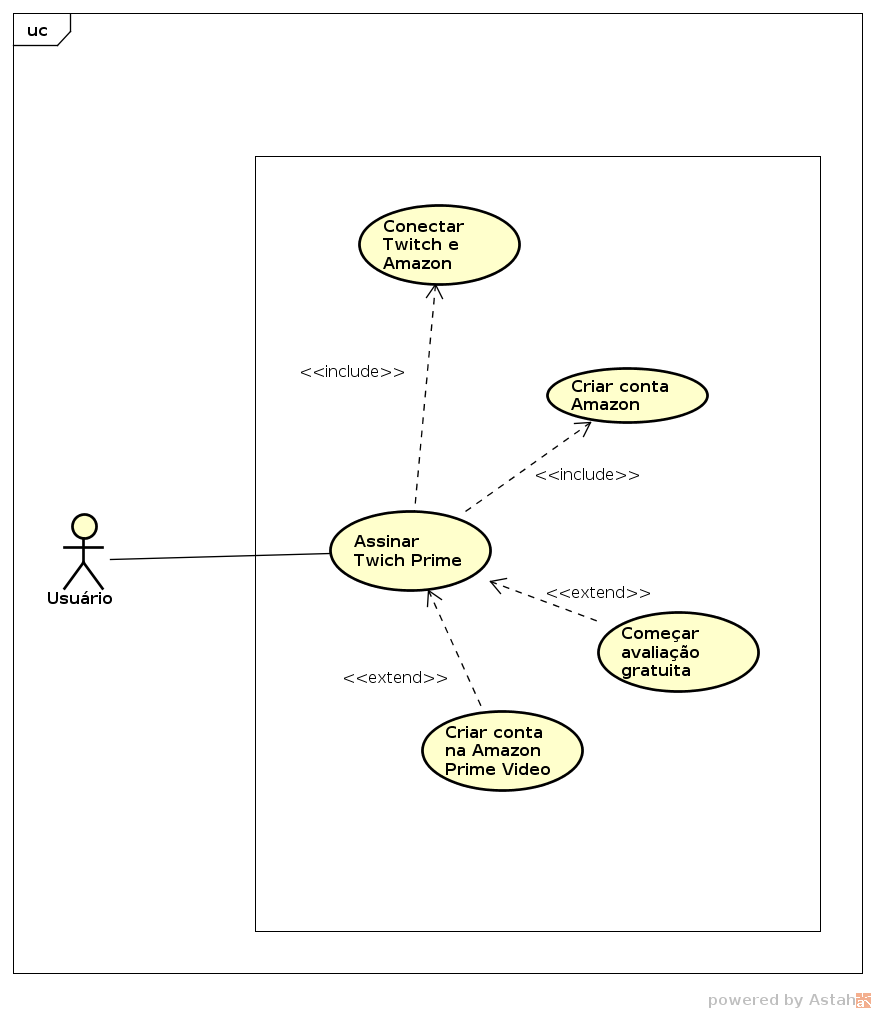 uc
Conectar
Twitch e
Amazon
<<include>>
Criar conta
Amazon
<<include>>
Assinar
Twich Prime
Usuário
<<extend>>
Começar
avaliação
gratuita
<<extend>>
Criar conta
na Amazon
Prime Video
powered by Astah